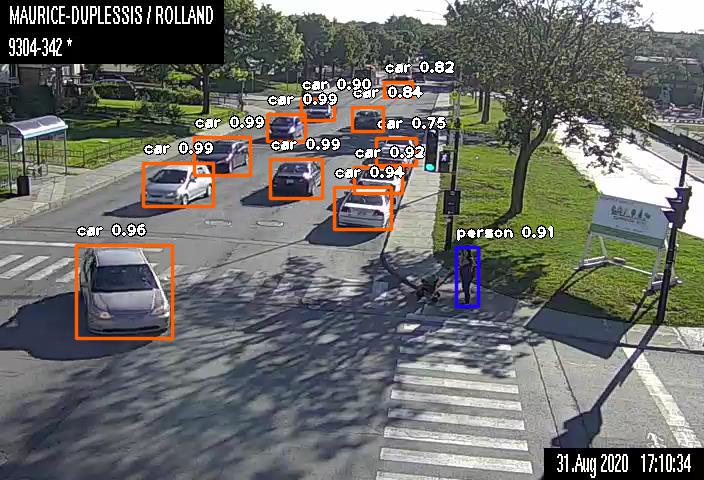 MAURICE-DUPLESSIS / ROLLAND
9304-342 *
car 0.82
car 0.90
car 0.84
car 0.99
car 0.99
car 0.75
car 0.99
car 0.99
car 0.92
car 0.94
car 0.96
person 0.91
31.Aug 2020 17:10:34